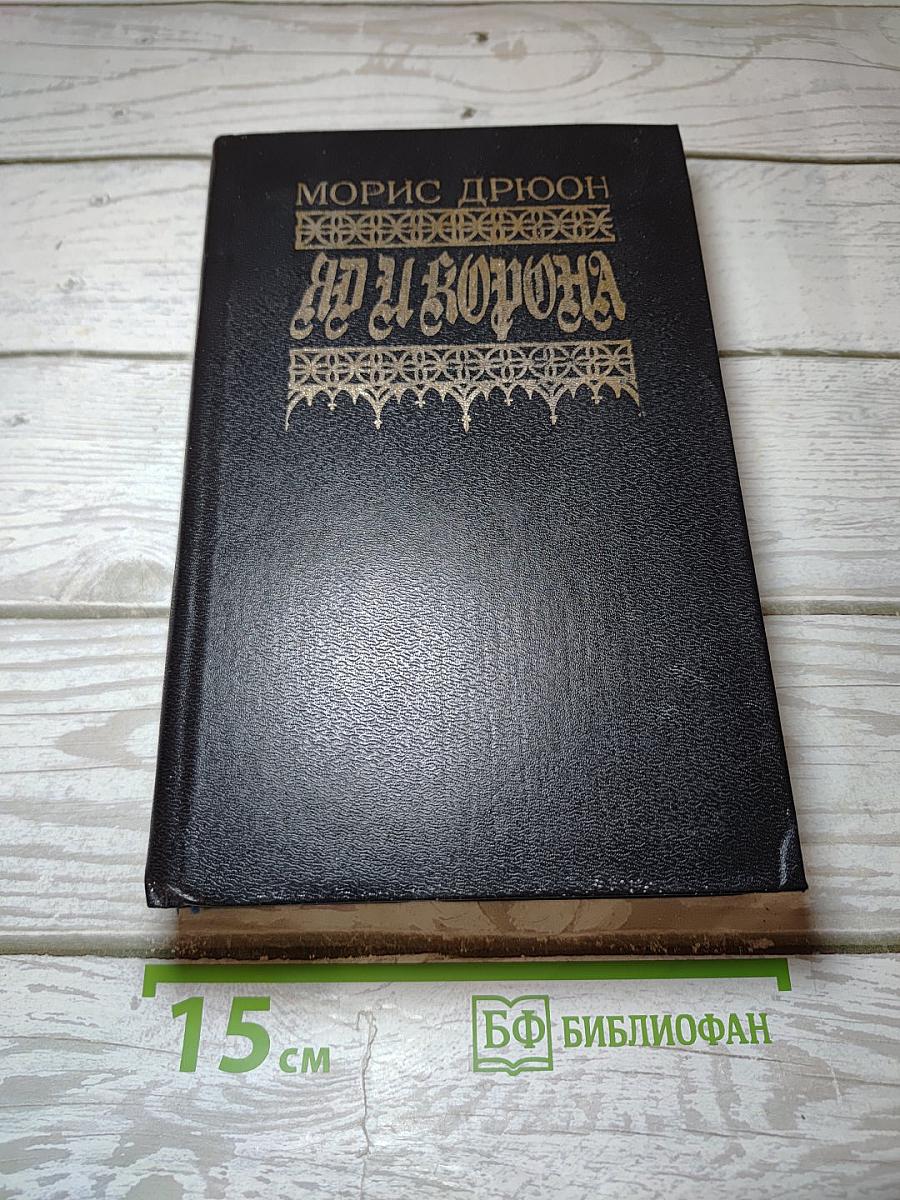 МОРИС ДРЮОН
ЯД И КОРОНА
15 см
БФ БИБЛИОФАН